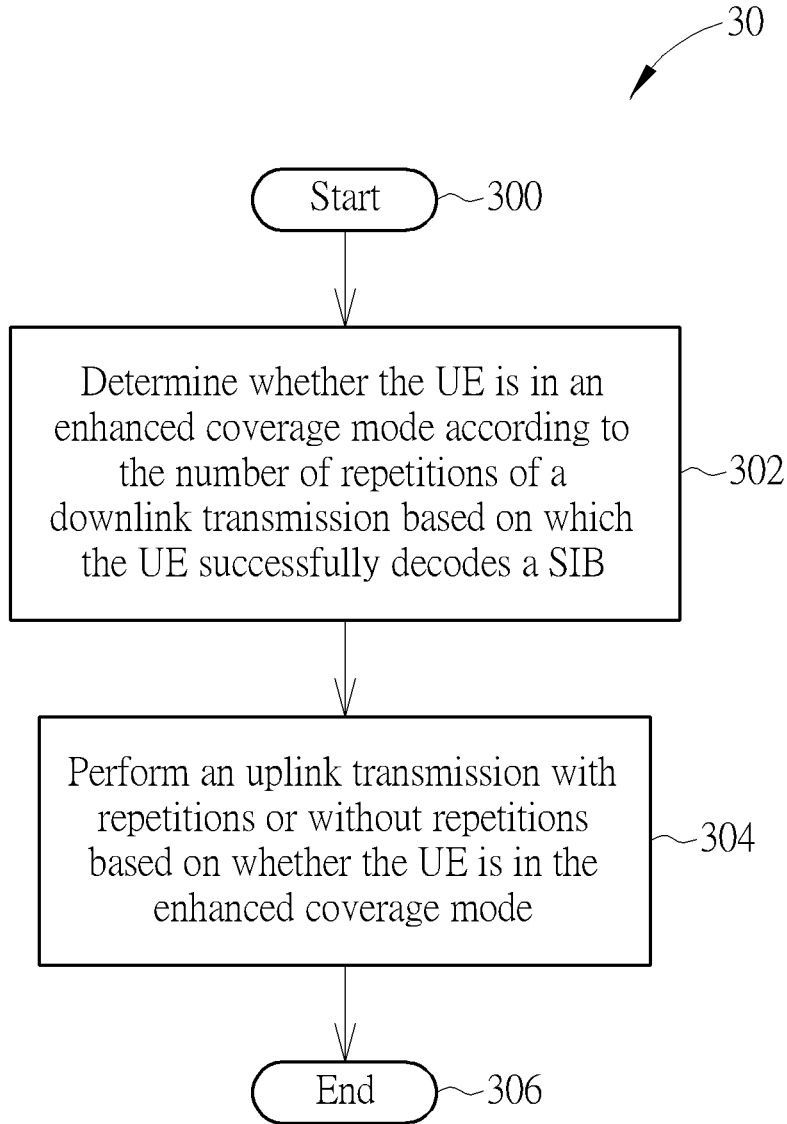 30
Start
300
Determine whether the UE is in an
enhanced coverage mode according to
the number of repetitions of a
downlink transmission based on which
the UE successfully decodes a SIB
302
Perform an uplink transmission with
repetitions or without repetitions
based on whether the UE is in the
enhanced coverage mode
304
End
306